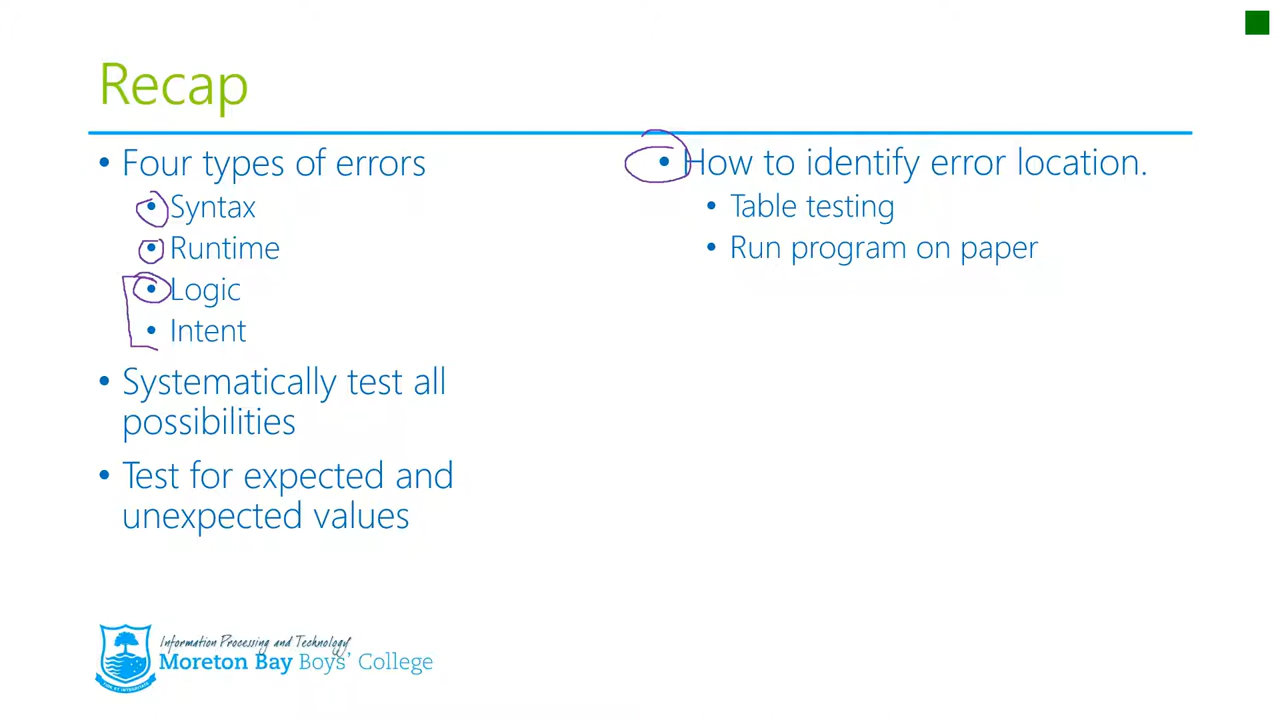 Recap
• Four types of errors
• Syntax
• Runtime
• Logic
• Intent
• Systematically test all
possibilities
• Test for expected and
unexpected values
• How to identify error location.
• Table testing
• Run program on paper
Information Processing and Technology
Moreton Bay Boys' College